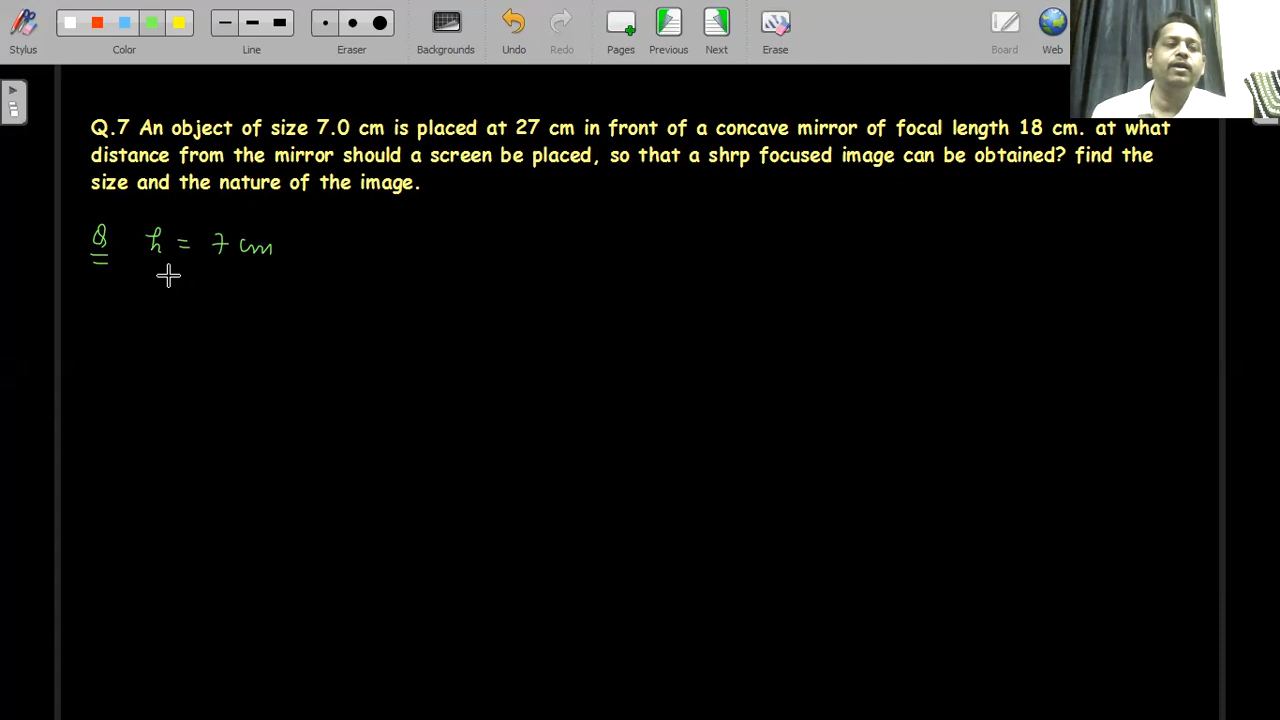 Stylus Color Line Eraser Backgrounds Undo Redo Pages Previous Next Erase Board Web
Q.7 An object of size 7.0 cm is placed at 27 cm in front of a concave mirror of focal length 18 cm. at what
distance from the mirror should a screen be placed, so that a shrp focused image can be obtained? find the
size and the nature of the image.
Q h = 7 cm